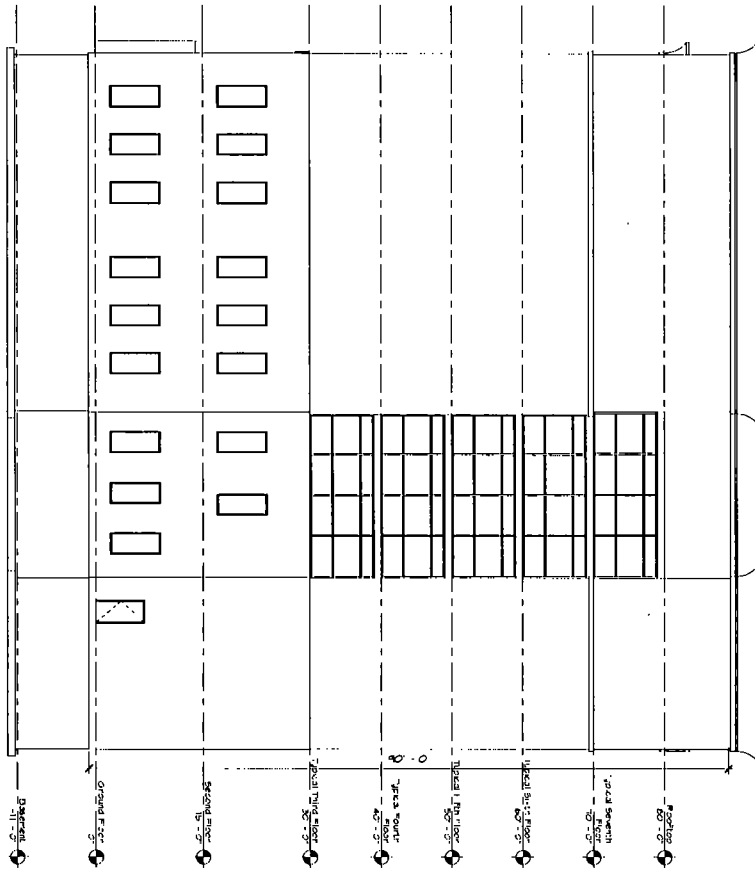 Rooftop
80' - 0"
Typical Seventh
Floor
70' - 0"
Typical Sixth Floor
60' - 0"
Typical Fifth Floor
50' - 0"
Typical Fourth
Floor
40' - 0"
Typical Third Floor
30' - 0"
Second Floor
15' - 0"
Ground Floor
0"
Basement
-11' - 0"
90' - 0"